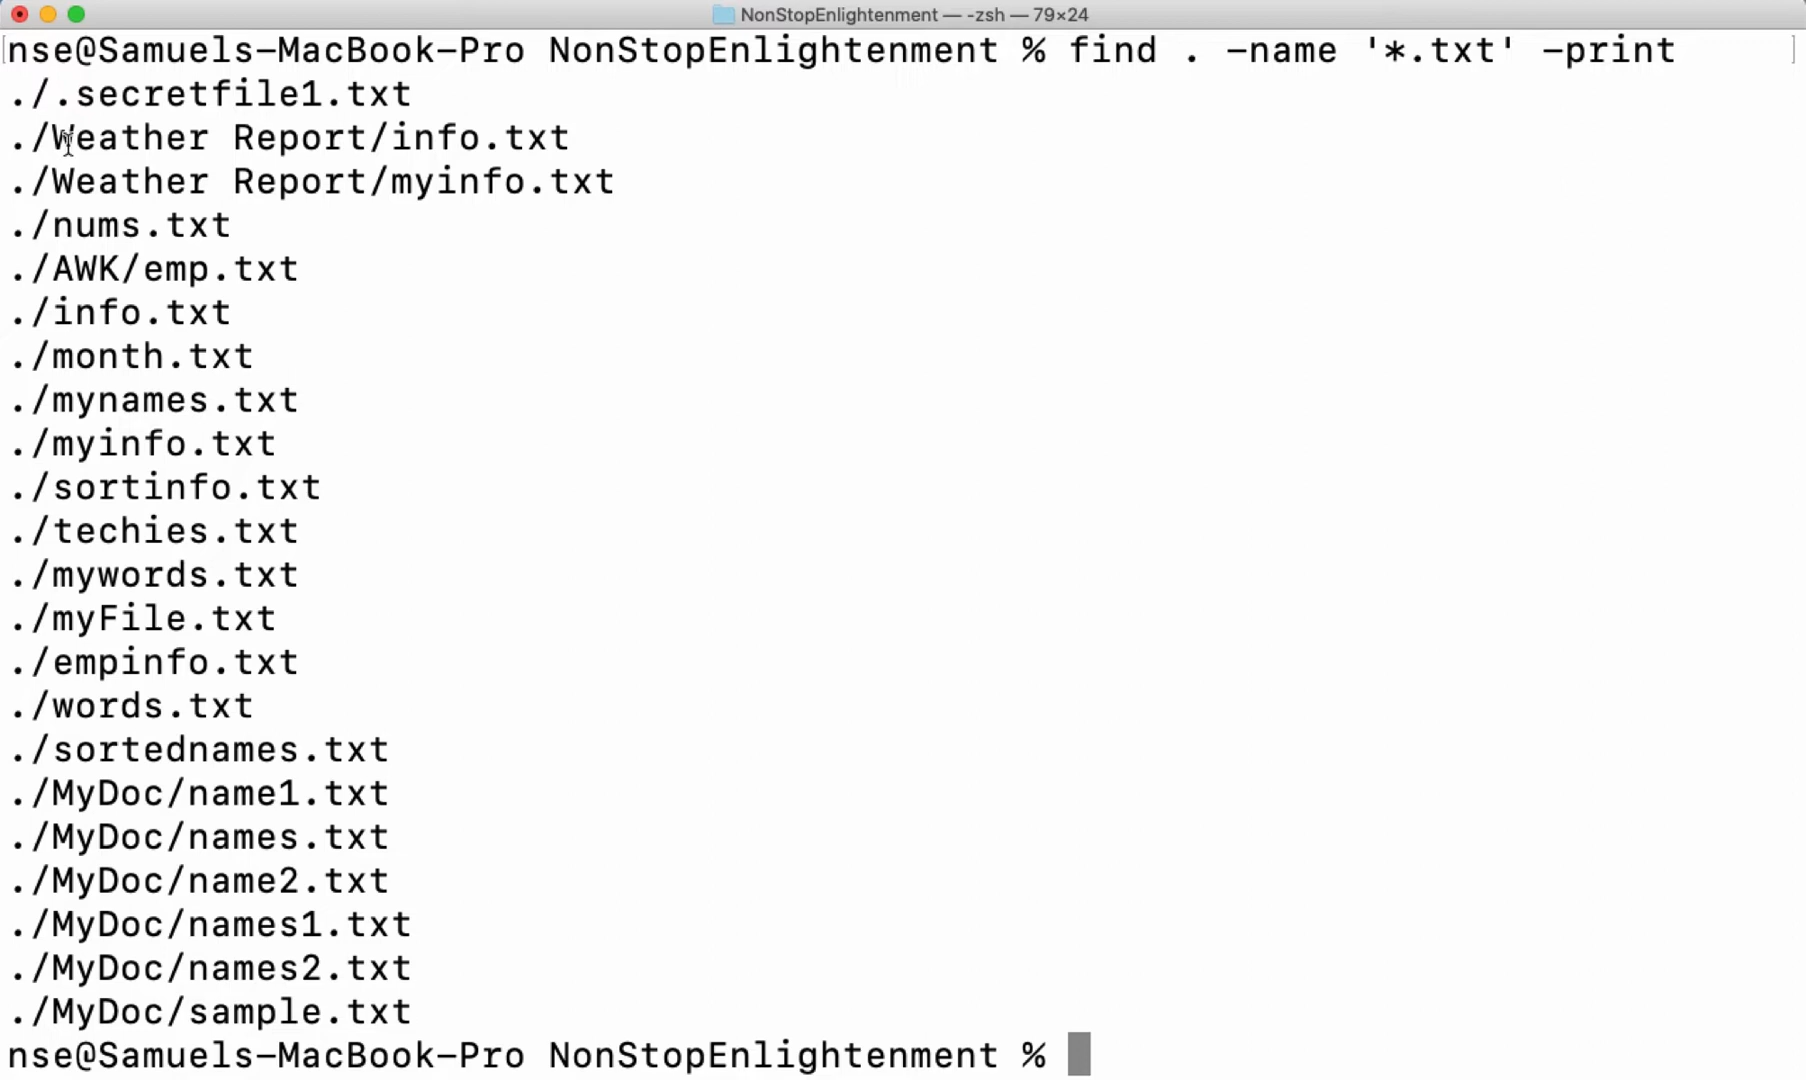 NonStopEnlightenment — -zsh — 79×24
nse@Samuels-MacBook-Pro NonStopEnlightenment % find . -name '*.txt' -print
./.secretfile1.txt
./Weather Report/info.txt
./Weather Report/myinfo.txt
./nums.txt
./AWK/emp.txt
./info.txt
./month.txt
./mynames.txt
./myinfo.txt
./sortinfo.txt
./techies.txt
./mywords.txt
./myFile.txt
./empinfo.txt
./words.txt
./sortednames.txt
./MyDoc/name1.txt
./MyDoc/names.txt
./MyDoc/name2.txt
./MyDoc/names1.txt
./MyDoc/names2.txt
./MyDoc/sample.txt
nse@Samuels-MacBook-Pro NonStopEnlightenment %